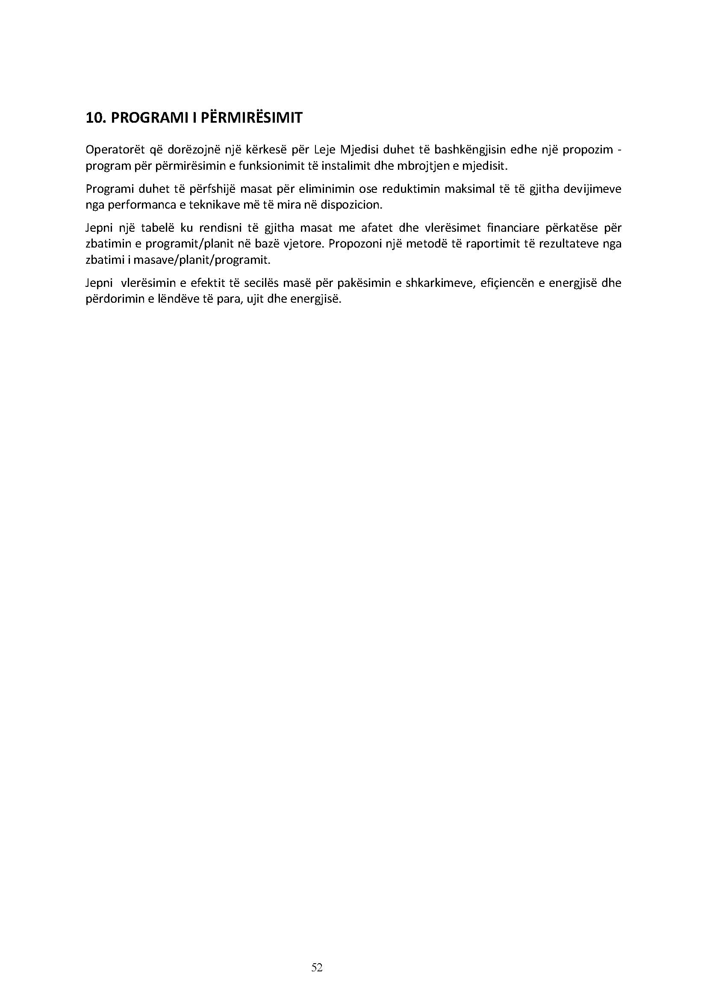 10. PROGRAMI I PËRMIRËSIMIT
Operatorët që dorëzojnë një kërkesë për Leje Mjedisi duhet të bashkëngjisin edhe një propozim -
program për përmirësimin e funksionimit të instalimit dhe mbrojtjen e mjedisit.
Programi duhet të përfshijë masat për eliminimin ose reduktimin maksimal të të gjitha devijimeve
nga performanca e teknikave më të mira në dispozicion.
Jepni një tabelë ku rendisni të gjitha masat me afatet dhe vlerësimet financiare përkatëse për
zbatimin e programit/planit në bazë vjetore. Propozoni një metodë të raportimit të rezultateve nga
zbatimi i masave/planit/programit.
Jepni vlerësimin e efektit të secilës masë për pakësimin e shkarkimeve, efiçiencën e energjisë dhe
përdorimin e lëndëve të para, ujit dhe energjisë.
52